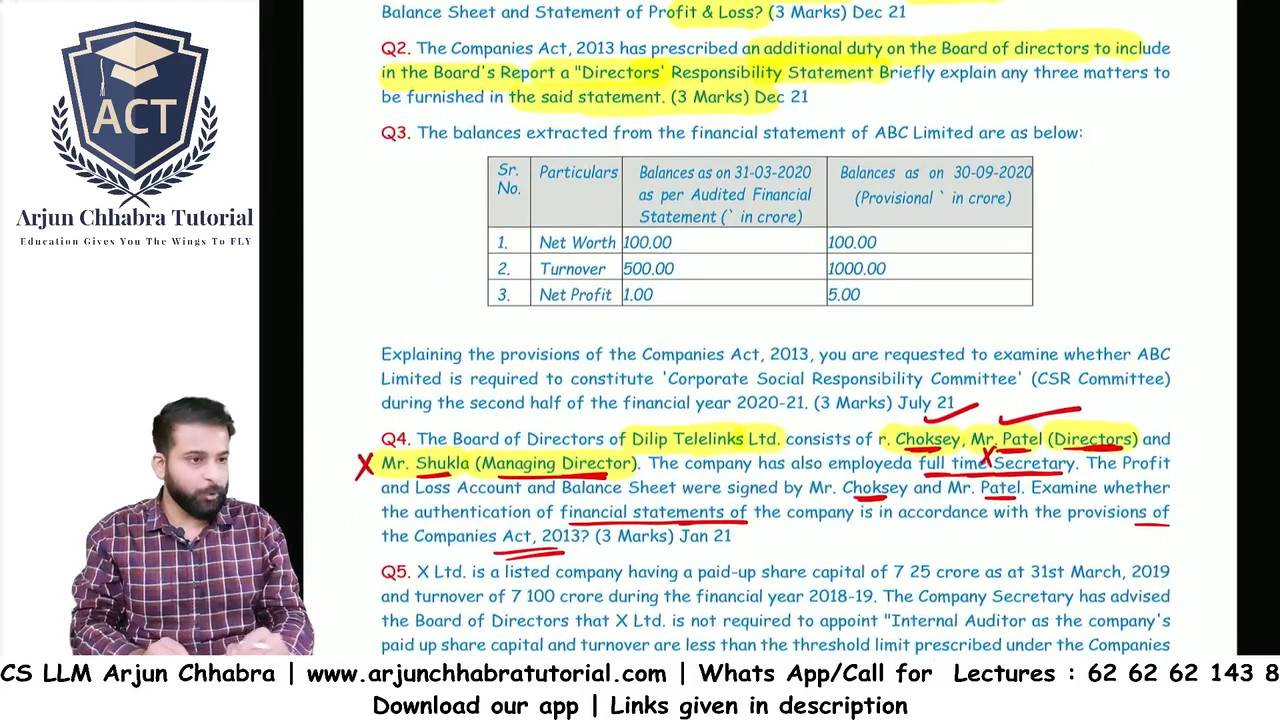 Balance Sheet and Statement of Profit & Loss? (3 Marks) Dec 21
Q2. The Companies Act, 2013 has prescribed an additional duty on the Board of directors to include
in the Board's Report a "Directors' Responsibility Statement Briefly explain any three matters to
be furnished in the said statement. (3 Marks) Dec 21
Q3. The balances extracted from the financial statement of ABC Limited are as below:
Sr. No. Particulars Balances as on 31-03-2020 as per Audited Financial Statement (` in crore) Balances as on 30-09-2020 (Provisional ` in crore)
1. Net Worth 100.00 100.00
2. Turnover 500.00 1000.00
3. Net Profit 1.00 5.00
Explaining the provisions of the Companies Act, 2013, you are requested to examine whether ABC
Limited is required to constitute 'Corporate Social Responsibility Committee' (CSR Committee)
during the second half of the financial year 2020-21. (3 Marks) July 21
Q4. The Board of Directors of Dilip Telelinks Ltd. consists of r. Choksey, Mr. Patel (Directors) and
Mr. Shukla (Managing Director). The company has also employeda full time Secretary. The Profit
and Loss Account and Balance Sheet were signed by Mr. Choksey and Mr. Patel. Examine whether
the authentication of financial statements of the company is in accordance with the provisions of
the Companies Act, 2013? (3 Marks) Jan 21
Q5. X Ltd. is a listed company having a paid-up share capital of 7 25 crore as at 31st March, 2019
and turnover of 7 100 crore during the financial year 2018-19. The Company Secretary has advised
the Board of Directors that X Ltd. is not required to appoint "Internal Auditor as the company's
paid up share capital and turnover are less than the threshold limit prescribed under the Companies
ACT
Arjun Chhabra Tutorial
Education Gives You The Wings To FLY
CS LLM Arjun Chhabra | www.arjunchhabratutorial.com | Whats App/Call for Lectures : 62 62 62 143 8
Download our app | Links given in description